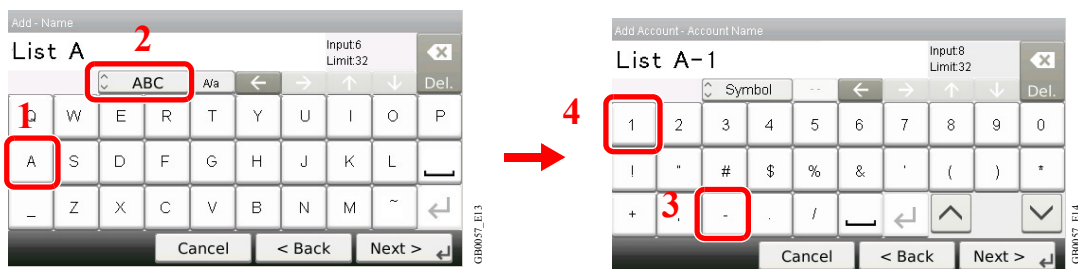 Add - Name
List A
Input:6
Limit:32
2
ABC
A/a
←
→
↑
↓
Del.
1
Q W E R T Y U I O P
A S D F G H J K L
_ Z X C V B N M ~
Cancel
< Back
Next >
GB0057_E13
Add Account - Account Name
List A-1
Input:8
Limit:32
Symbol
--
←
→
↑
↓
Del.
4
1 2 3 4 5 6 7 8 9 0
! " # $ % & ' ( ) *
+ , - . /
3
Cancel
< Back
Next >
GB0057_E14